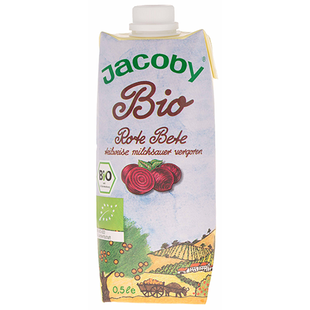 Jacoby
Bio
Rote Bete
teilweise milchsauer vergoren
BIO
0,5 l e